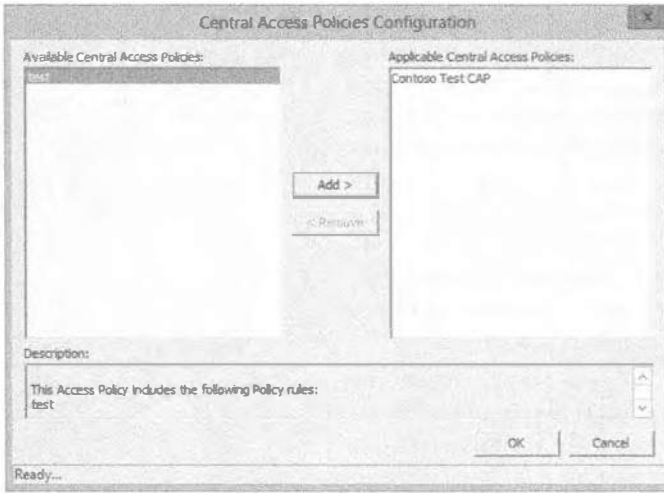 Central Access Policies Configuration
x
Available Central Access Policies:
test
Applicable Central Access Policies:
Contoso Test CAP
Add >
< Remove
Description:
This Access Policy includes the following Policy rules:
test
OK
Cancel
Ready...